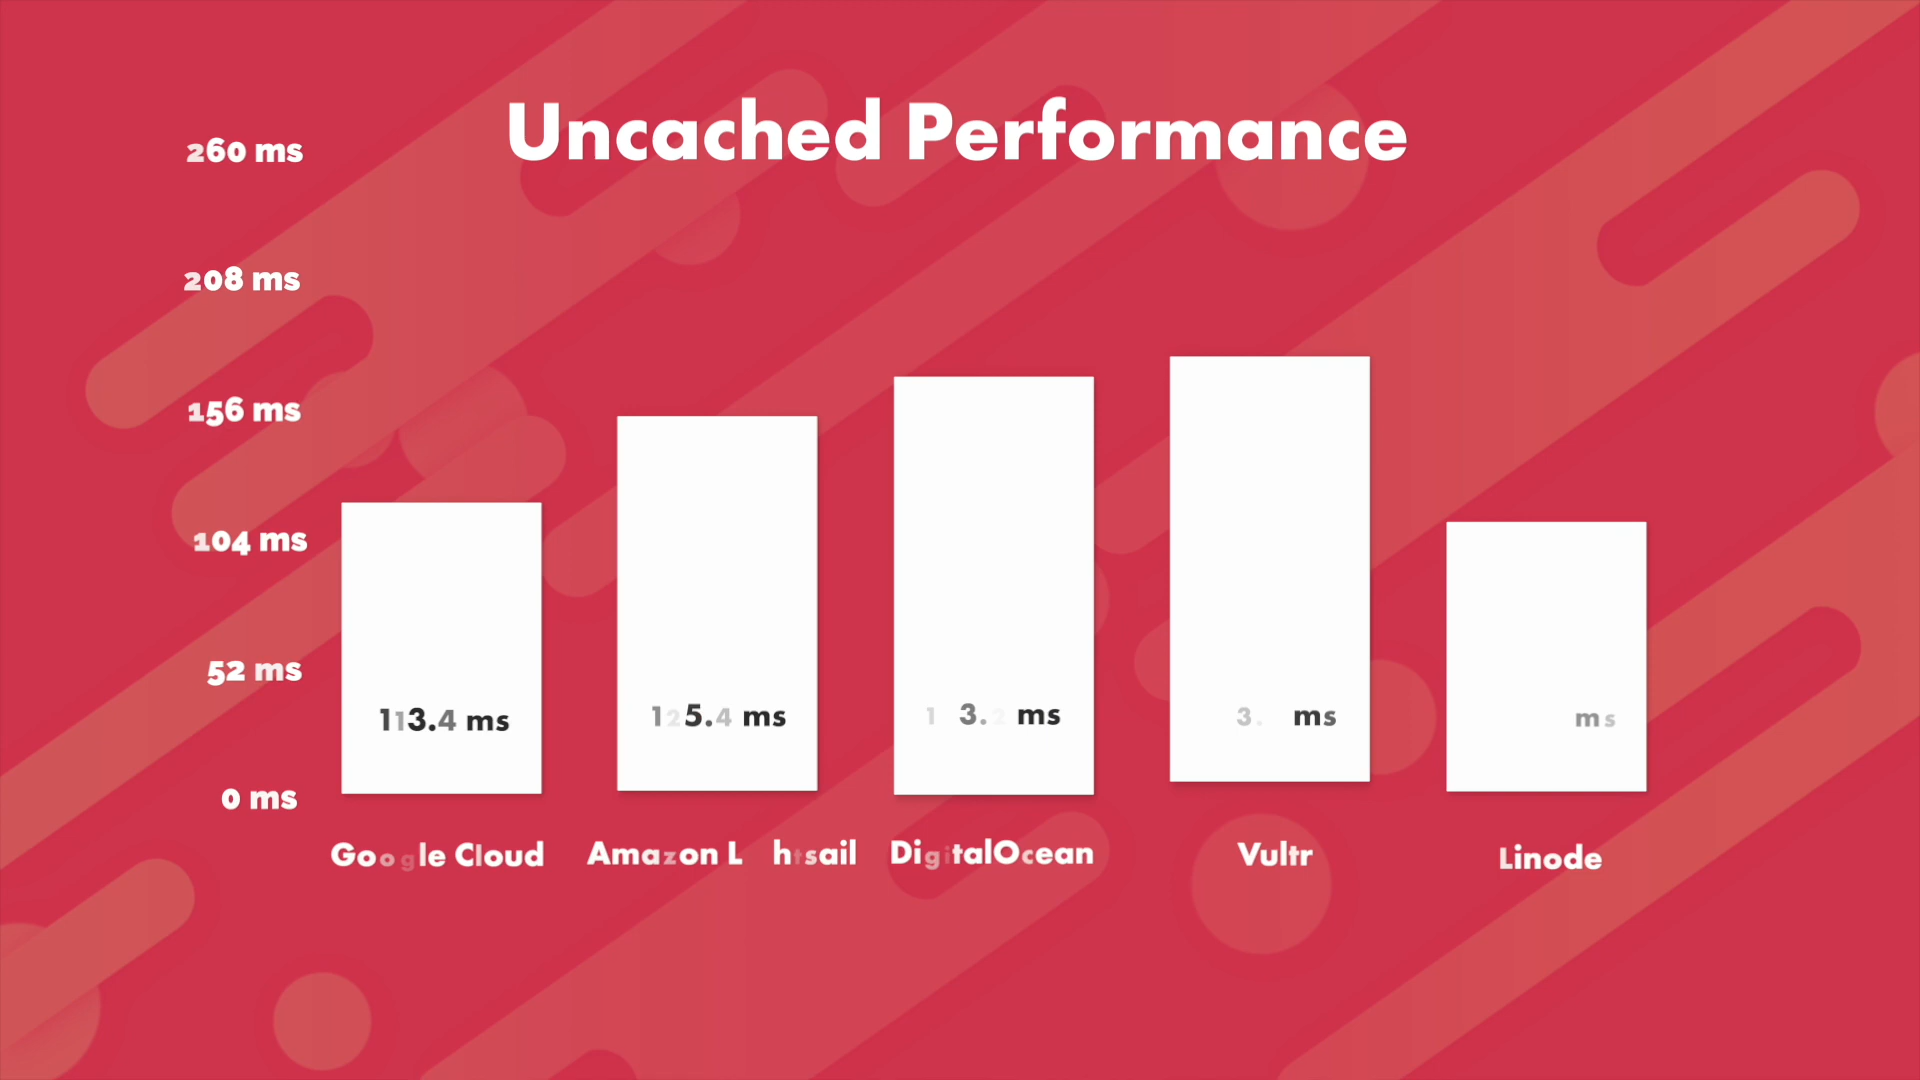 Uncached Performance
260 ms
208 ms
156 ms
104 ms
52 ms
0 ms
113.4 ms
125.4 ms
ms
ms
ms
Google Cloud
Amazon
DigitalOcean
Vultr
Linode